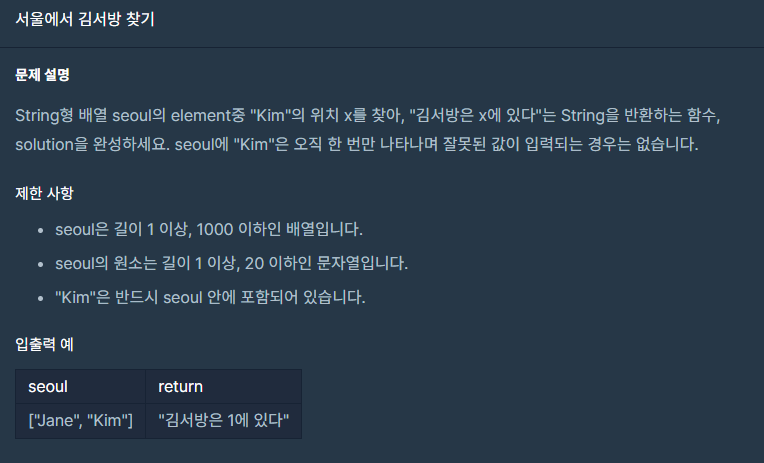 서울에서 김서방 찾기
문제 설명
String형 배열 seoul의 element중 "Kim"의 위치 x를 찾아, "김서방은 x에 있다"는 String을 반환하는 함수,
solution을 완성하세요. seoul에 "Kim"은 오직 한 번만 나타나며 잘못된 값이 입력되는 경우는 없습니다.
제한 사항
• seoul은 길이 1 이상, 1000 이하인 배열입니다.
• seoul의 원소는 길이 1 이상, 20 이하인 문자열입니다.
• "Kim"은 반드시 seoul 안에 포함되어 있습니다.
입출력 예
seoul return
["Jane", "Kim"] "김서방은 1에 있다"